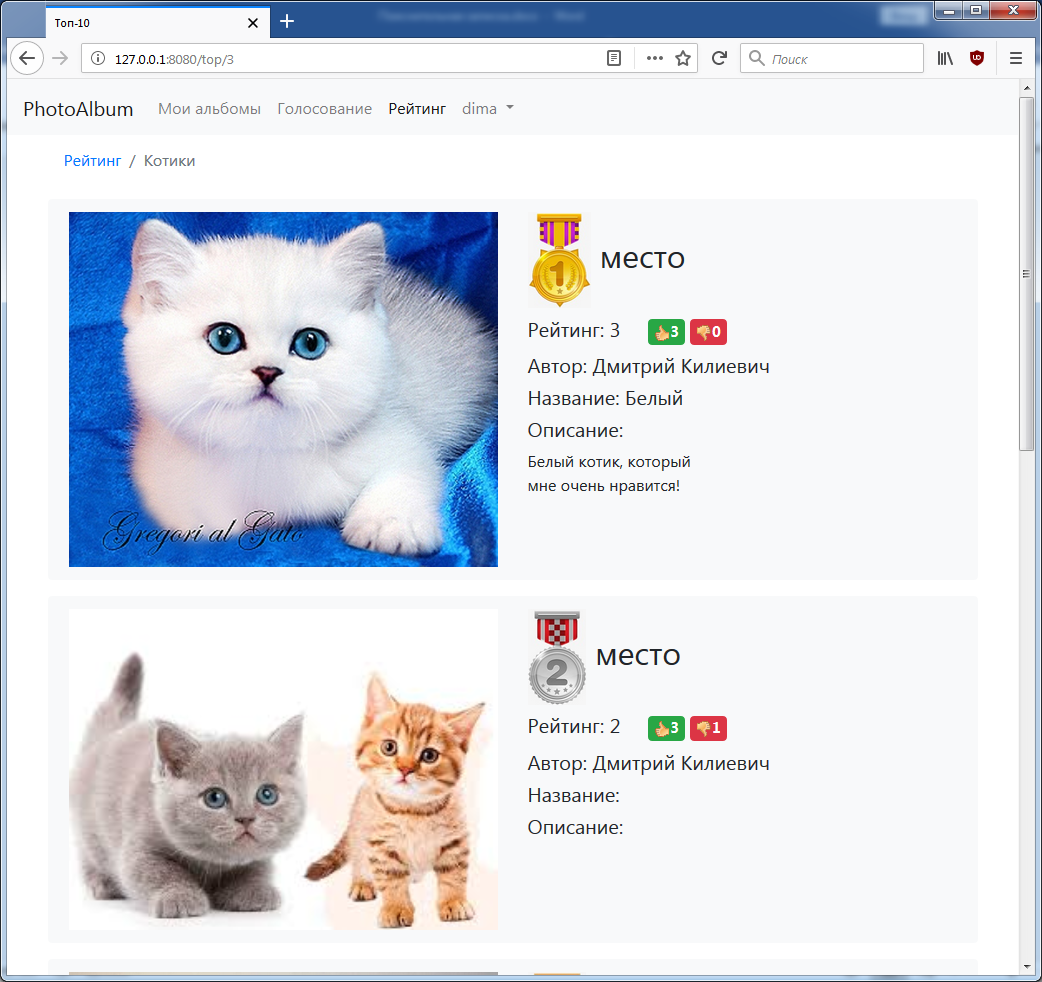 Топ-10
127.0.0.1:8080/top/3
Поиск
PhotoAlbum Мои альбомы Голосование Рейтинг dima
Рейтинг / Котики
Gregori al Gato
1 место
Рейтинг: 3 3 0
Автор: Дмитрий Килиевич
Название: Белый
Описание:
Белый котик, который
мне очень нравится!
2 место
Рейтинг: 2 3 1
Автор: Дмитрий Килиевич
Название:
Описание: